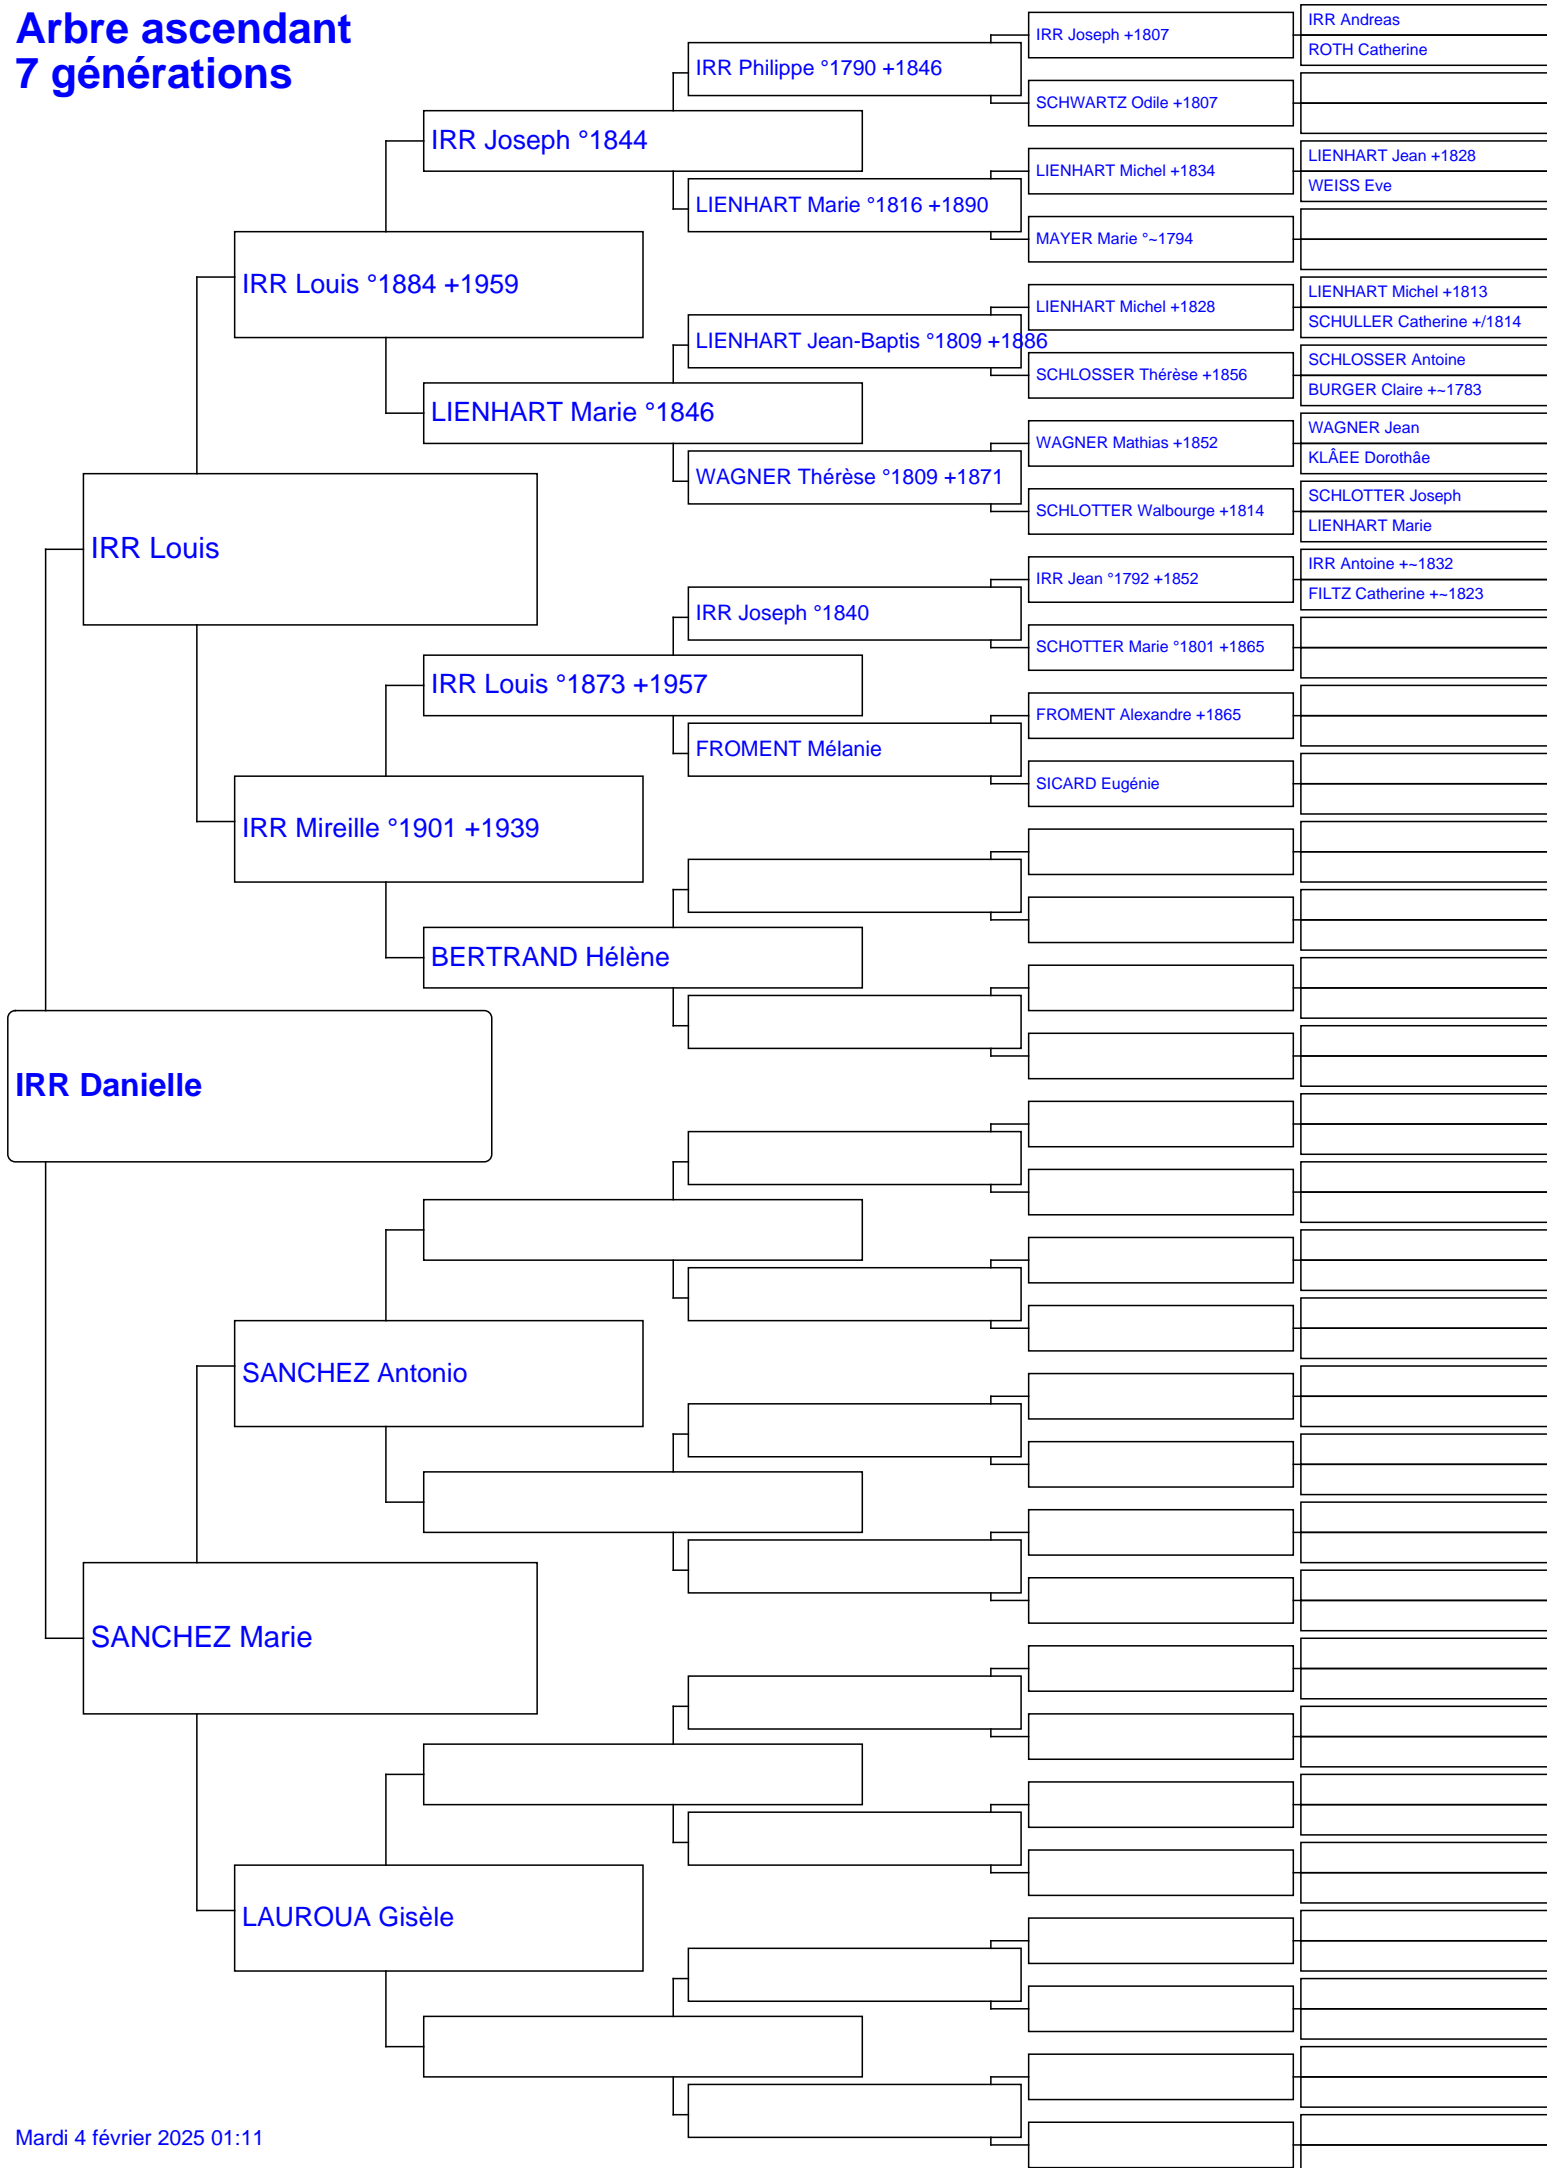 Arbre ascendant
7 générations
IRR Danielle
IRR Louis
SANCHEZ Marie
IRR Louis °1884 +1959
IRR Mireille °1901 +1939
SANCHEZ Antonio
LAUROUA Gisèle
IRR Joseph °1844
LIENHART Marie °1846
IRR Louis °1873 +1957
BERTRAND Hélène
IRR Philippe °1790 +1846
LIENHART Marie °1816 +1890
LIENHART Jean-Baptis °1809 +1886
WAGNER Thérèse °1809 +1871
IRR Joseph °1840
FROMENT Mélanie
IRR Joseph +1807
SCHWARTZ Odile +1807
LIENHART Michel +1834
MAYER Marie °~1794
LIENHART Michel +1828
SCHLOSSER Thérèse +1856
WAGNER Mathias +1852
SCHLOTTER Walbourge +1814
IRR Jean °1792 +1852
SCHOTTER Marie °1801 +1865
FROMENT Alexandre +1865
SICARD Eugénie
IRR Andreas
ROTH Catherine
LIENHART Jean +1828
WEISS Eve
LIENHART Michel +1813
SCHULLER Catherine +/1814
SCHLOSSER Antoine
BURGER Claire +~1783
WAGNER Jean
KLÂEE Dorothâe
SCHLOTTER Joseph
LIENHART Marie
IRR Antoine +~1832
FILTZ Catherine +~1823
Mardi 4 février 2025 01:11